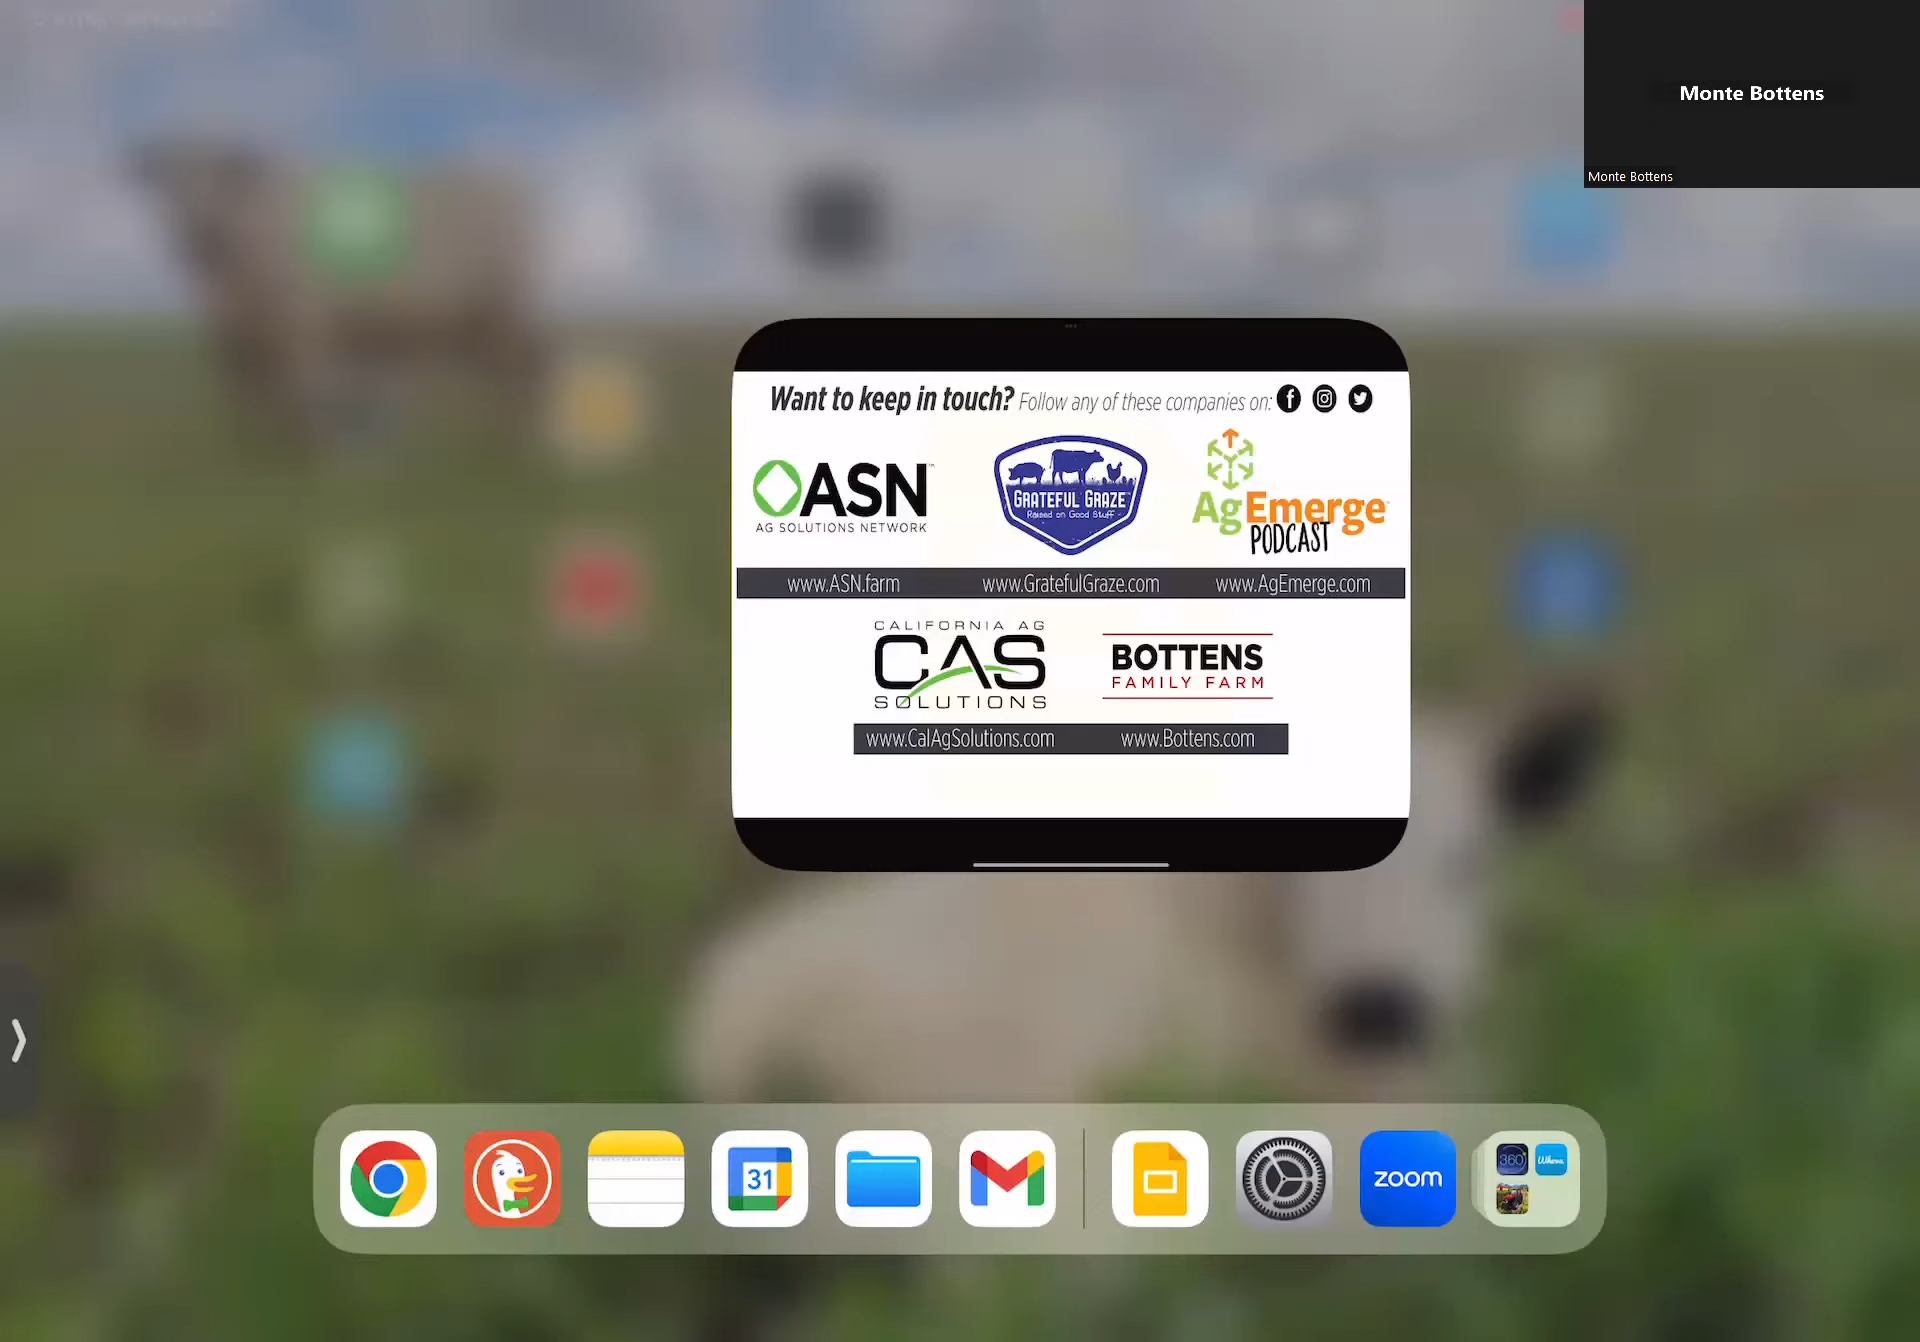 Monte Bottens
Monte Bottens
Want to keep in touch? Follow any of these companies on:
ASN™
AG SOLUTIONS NETWORK
GRATEFUL GRAZE
Raised on Good Stuff
AgEmerge
PODCAST
www.ASN.farm www.GratefulGraze.com www.AgEmerge.com
CALIFORNIA AG
CAS
SOLUTIONS
BOTTENS
FAMILY FARM
www.CalAgSolutions.com www.Bottens.com
31
zoom
360
Whova